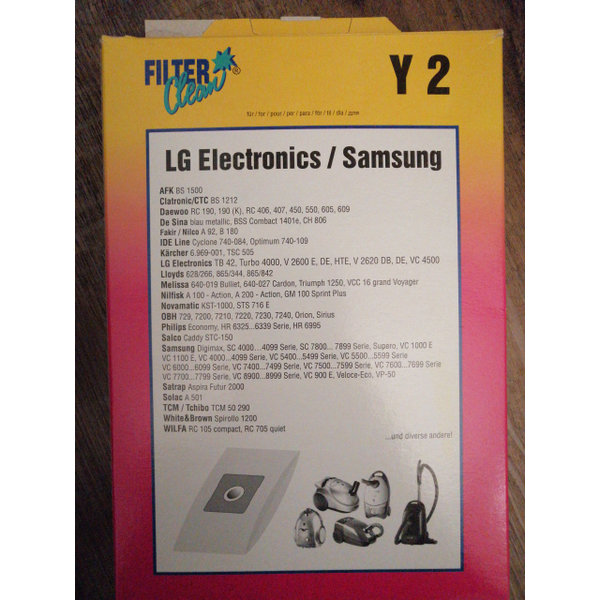 FILTER
Clean ®
Y 2
für / for / pour / per / para / för / til / dla / для
LG Electronics / Samsung
AFK BS 1500
Clatronic/CTC BS 1212
Daewoo RC 190, 190 (K), RC 406, 407, 450, 550, 605, 609
De Sina blau metallic, BSS Combact 1401e, CH 806
Fakir / Nilco A 92, B 180
IDE Line Cyclone 740-084, Optimum 740-109
Kärcher 6.969-001, TSC 505
LG Electronics TB 42, Turbo 4000, V 2600 E, DE, HTE, V 2620 DB, DE, VC 4500
Lloyds 628/266, 865/344, 865/842
Melissa 640-019 Bulliet, 640-027 Cardon, Triumph 1250, VCC 16 grand Voyager
Nilfisk A 100 - Action, A 200 - Action, GM 100 Sprint Plus
Novamatic KST-1000, STS 716 E
OBH 729, 7200, 7210, 7220, 7230, 7240, Orion, Sirius
Philips Economy, HR 6325...6339 Serie, HR 6995
Salco Caddy STC-150
Samsung Digimax, SC 4000...4099 Serie, SC 7800... 7899 Serie, Supero, VC 1000 E
VC 1100 E, VC 4000...4099 Serie, VC 5400...5499 Serie, VC 5500...5599 Serie
VC 6000...6099 Serie, VC 7400...7499 Serie, VC 7500...7599 Serie, VC 7600...7699 Serie
VC 7700...7799 Serie, VC 8900...8999 Serie, VC 900 E, Veloce-Eco, VP-50
Satrap Aspira Futur 2000
Solac A 501
TCM / Tchibo TCM 50 290
White&Brown Spirollo 1200
WILFA RC 105 compact, RC 705 quiet
...und diverse andere!